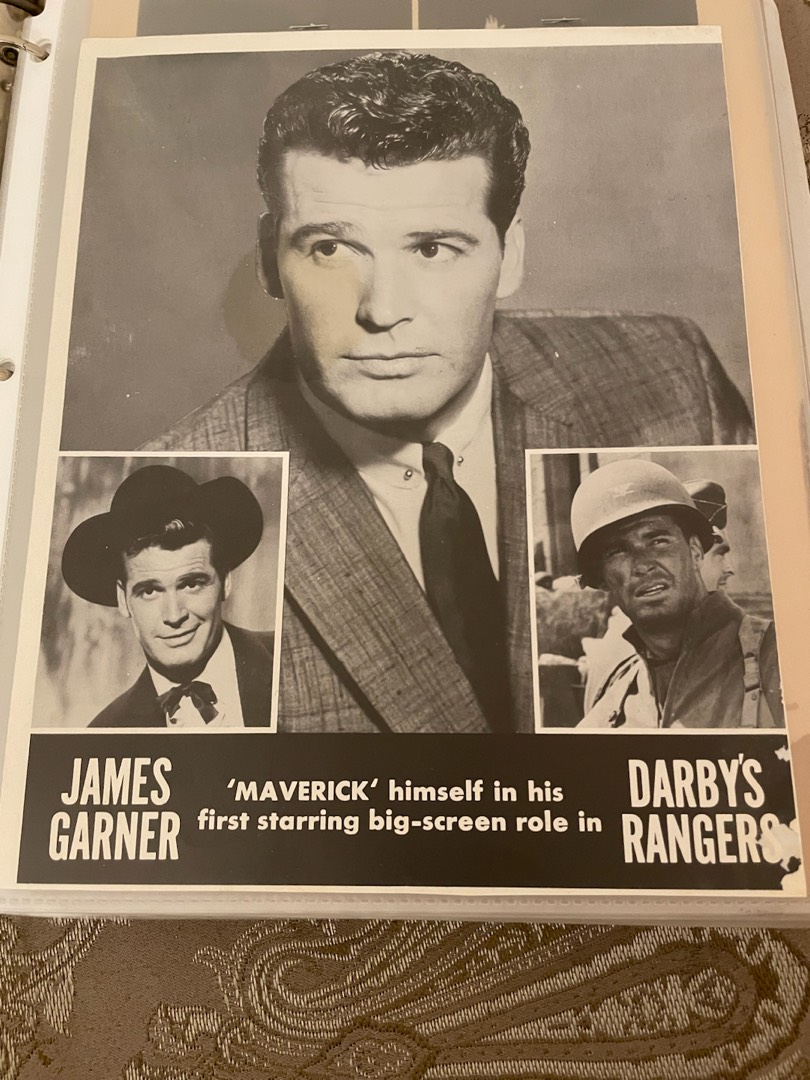 JAMES
GARNER
‘MAVERICK‘ himself in his
first starring big-screen role in
DARBY'S
RANGERS